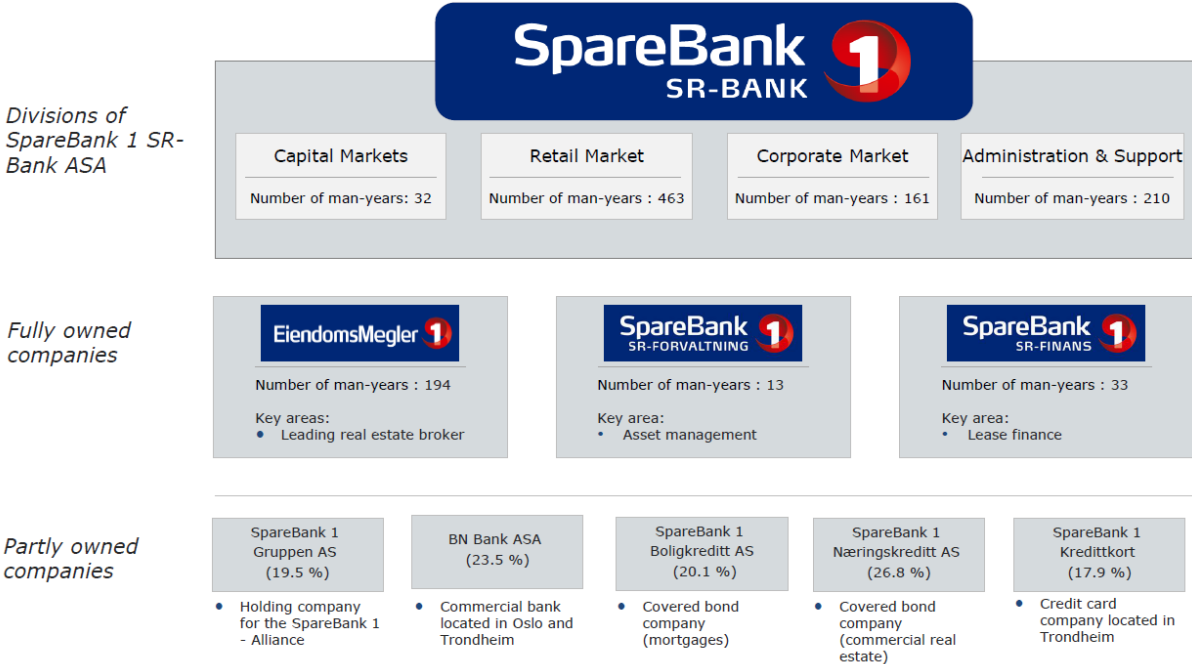 SpareBank 1
SR-BANK
Divisions of
SpareBank 1 SR-
Bank ASA
Capital Markets
Number of man-years: 32
Retail Market
Number of man-years : 463
Corporate Market
Number of man-years : 161
Administration & Support
Number of man-years : 210
Fully owned
companies
EiendomsMegler 1
Number of man-years : 194
Key areas:
• Leading real estate broker
SpareBank 1
SR-FORVALTNING
Number of man-years : 13
Key area:
• Asset management
SpareBank 1
SR-FINANS
Number of man-years : 33
Key area:
• Lease finance
Partly owned
companies
SpareBank 1
Gruppen AS
(19.5 %)
• Holding company
for the SpareBank 1
- Alliance
BN Bank ASA
(23.5 %)
• Commercial bank
located in Oslo and
Trondheim
SpareBank 1
Boligkreditt AS
(20.1 %)
• Covered bond
company
(mortgages)
SpareBank 1
Næringskreditt AS
(26.8 %)
• Covered bond
company
(commercial real
estate)
SpareBank 1
Kredittkort
(17.9 %)
• Credit card
company located in
Trondheim